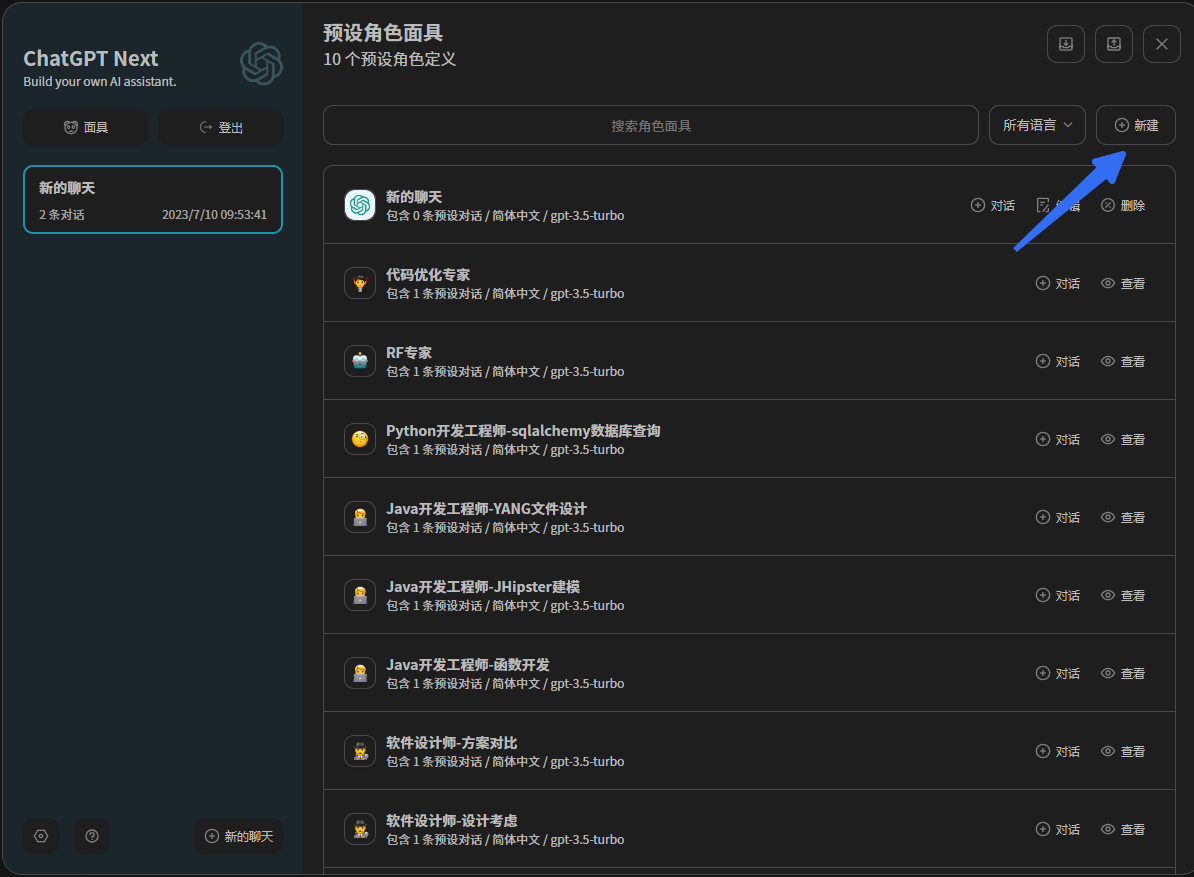 ChatGPT Next
Build your own AI assistant.
面具
登出
新的聊天
2 条对话
2023/7/10 09:53:41
新的聊天
预设角色面具
10 个预设角色定义
搜索角色面具
所有语言
新建
新的聊天
包含 0 条预设对话 / 简体中文 / gpt-3.5-turbo
对话
删除
代码优化专家
包含 1 条预设对话 / 简体中文 / gpt-3.5-turbo
对话
查看
RF专家
包含 1 条预设对话 / 简体中文 / gpt-3.5-turbo
对话
查看
Python开发工程师-sqlalchemy数据库查询
包含 1 条预设对话 / 简体中文 / gpt-3.5-turbo
对话
查看
Java开发工程师-YANG文件设计
包含 1 条预设对话 / 简体中文 / gpt-3.5-turbo
对话
查看
Java开发工程师-JHipster建模
包含 1 条预设对话 / 简体中文 / gpt-3.5-turbo
对话
查看
Java开发工程师-函数开发
包含 1 条预设对话 / 简体中文 / gpt-3.5-turbo
对话
查看
软件设计师-方案对比
包含 1 条预设对话 / 简体中文 / gpt-3.5-turbo
对话
查看
软件设计师-设计考虑
包含 1 条预设对话 / 简体中文 / gpt-3.5-turbo
对话
查看